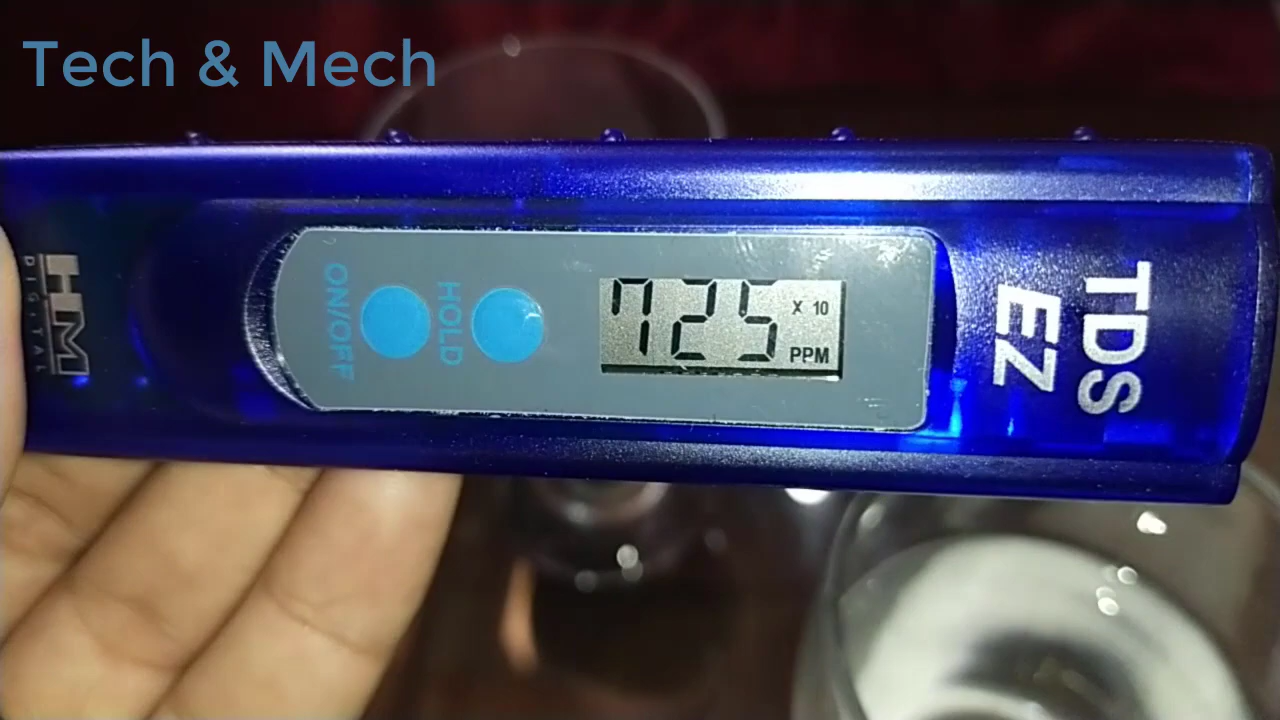 Tech & Mech
HM
DIGITAL
ON/OFF
HOLD
725
X 10
PPM
TDS
EZ